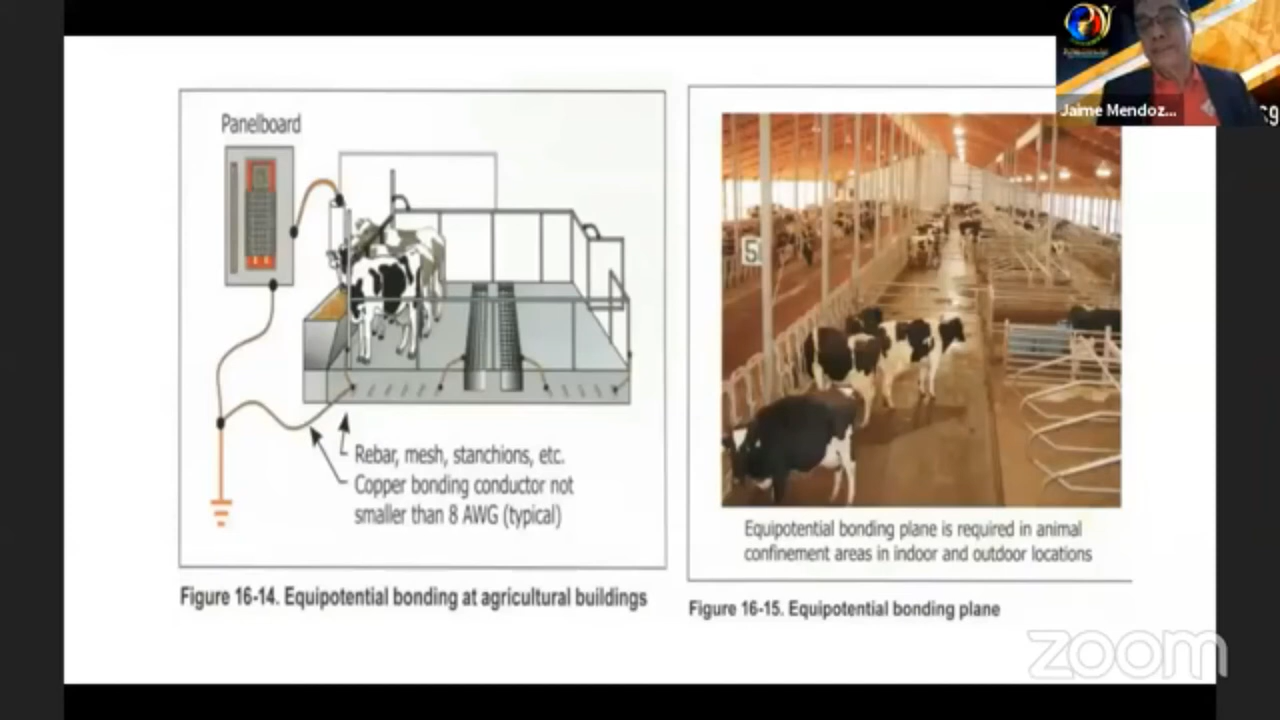 Jaime Mendoz...
Panelboard
Rebar, mesh, stanchions, etc.
Copper bonding conductor not
smaller than 8 AWG (typical)
Figure 16-14. Equipotential bonding at agricultural buildings
Equipotential bonding plane is required in animal
confinement areas in indoor and outdoor locations
Figure 16-15. Equipotential bonding plane
zoom